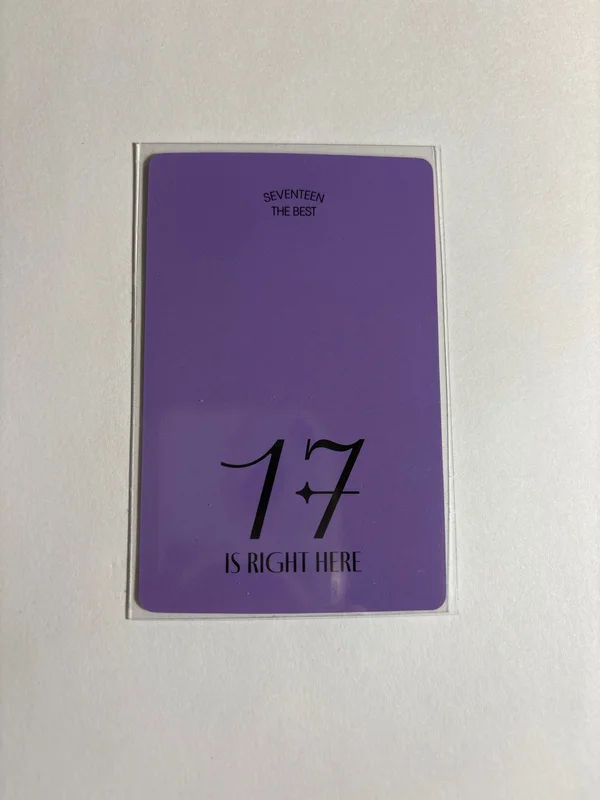 SEVENTEEN
THE BEST
17
IS RIGHT HERE